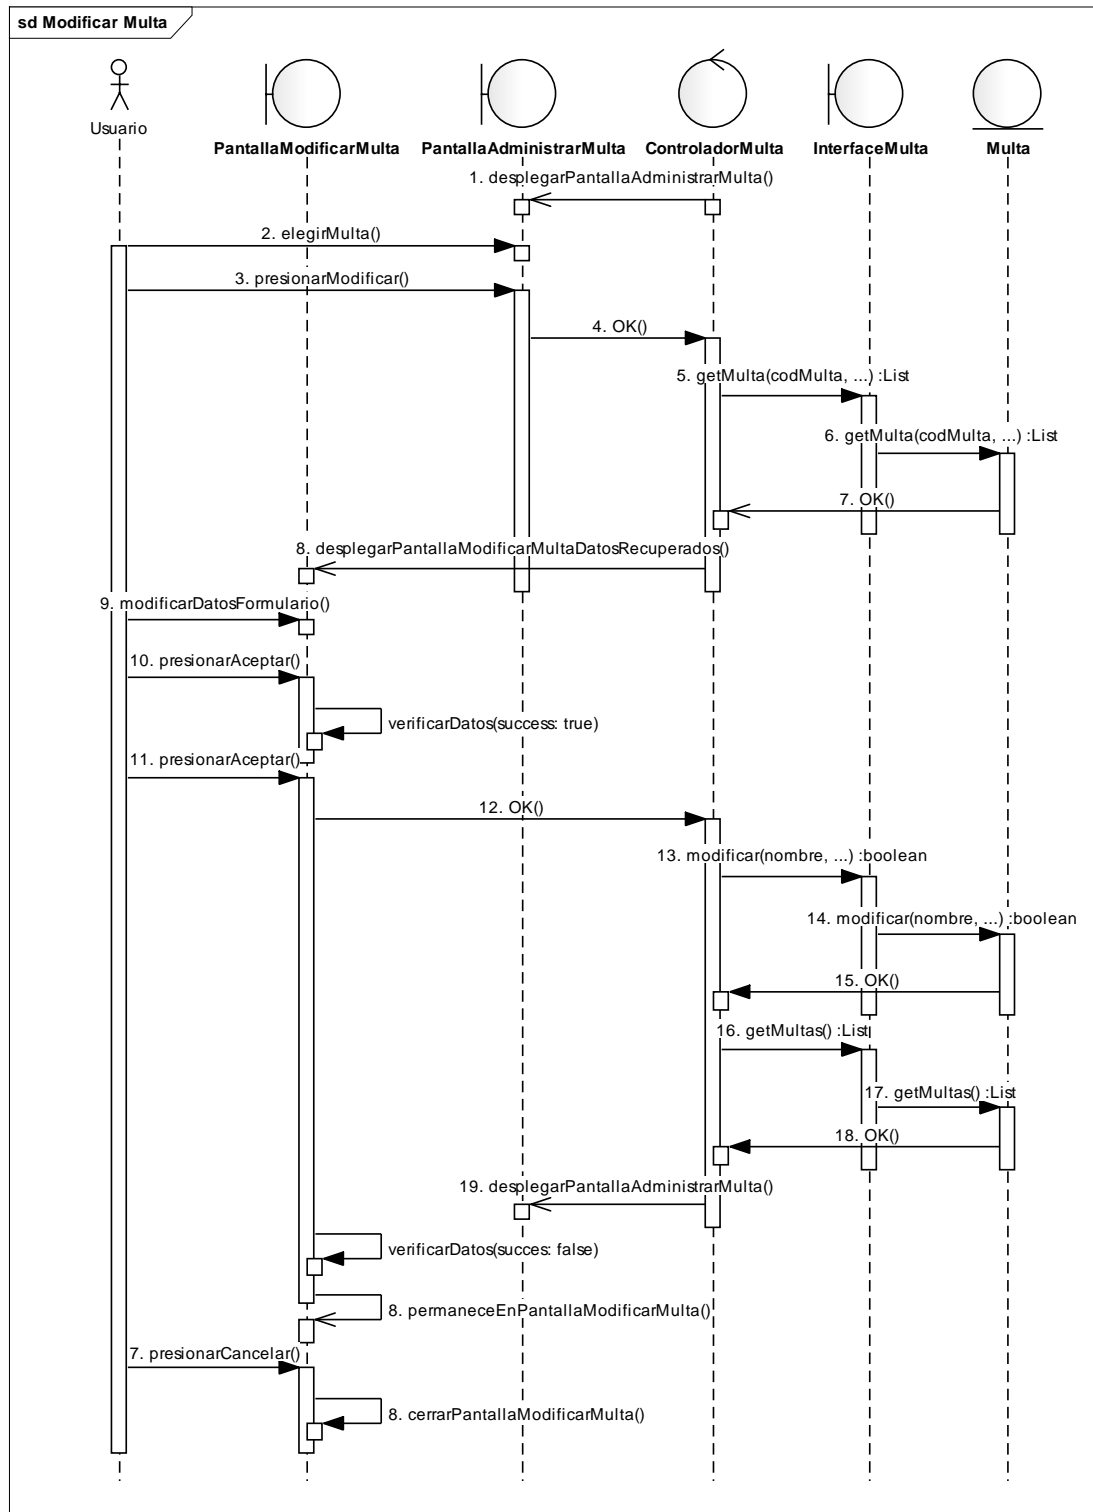 sd Modificar Multa
Usuario
PantallaModificarMulta
PantallaAdministrarMulta
ControladorMulta
InterfaceMulta
Multa
1. desplegarPantallaAdministrarMulta()
2. elegirMulta()
3. presionarModificar()
4. OK()
5. getMulta(codMulta, ...) :List
6. getMulta(codMulta, ...) :List
7. OK()
8. desplegarPantallaModificarMultaDatosRecuperados()
9. modificarDatosFormulario()
10. presionarAceptar()
verificarDatos(success: true)
11. presionarAceptar()
12. OK()
13. modificar(nombre, ...) :boolean
14. modificar(nombre, ...) :boolean
15. OK()
16. getMultas() :List
17. getMultas() :List
18. OK()
19. desplegarPantallaAdministrarMulta()
verificarDatos(succes: false)
8. permaneceEnPantallaModificarMulta()
7. presionarCancelar()
8. cerrarPantallaModificarMulta()